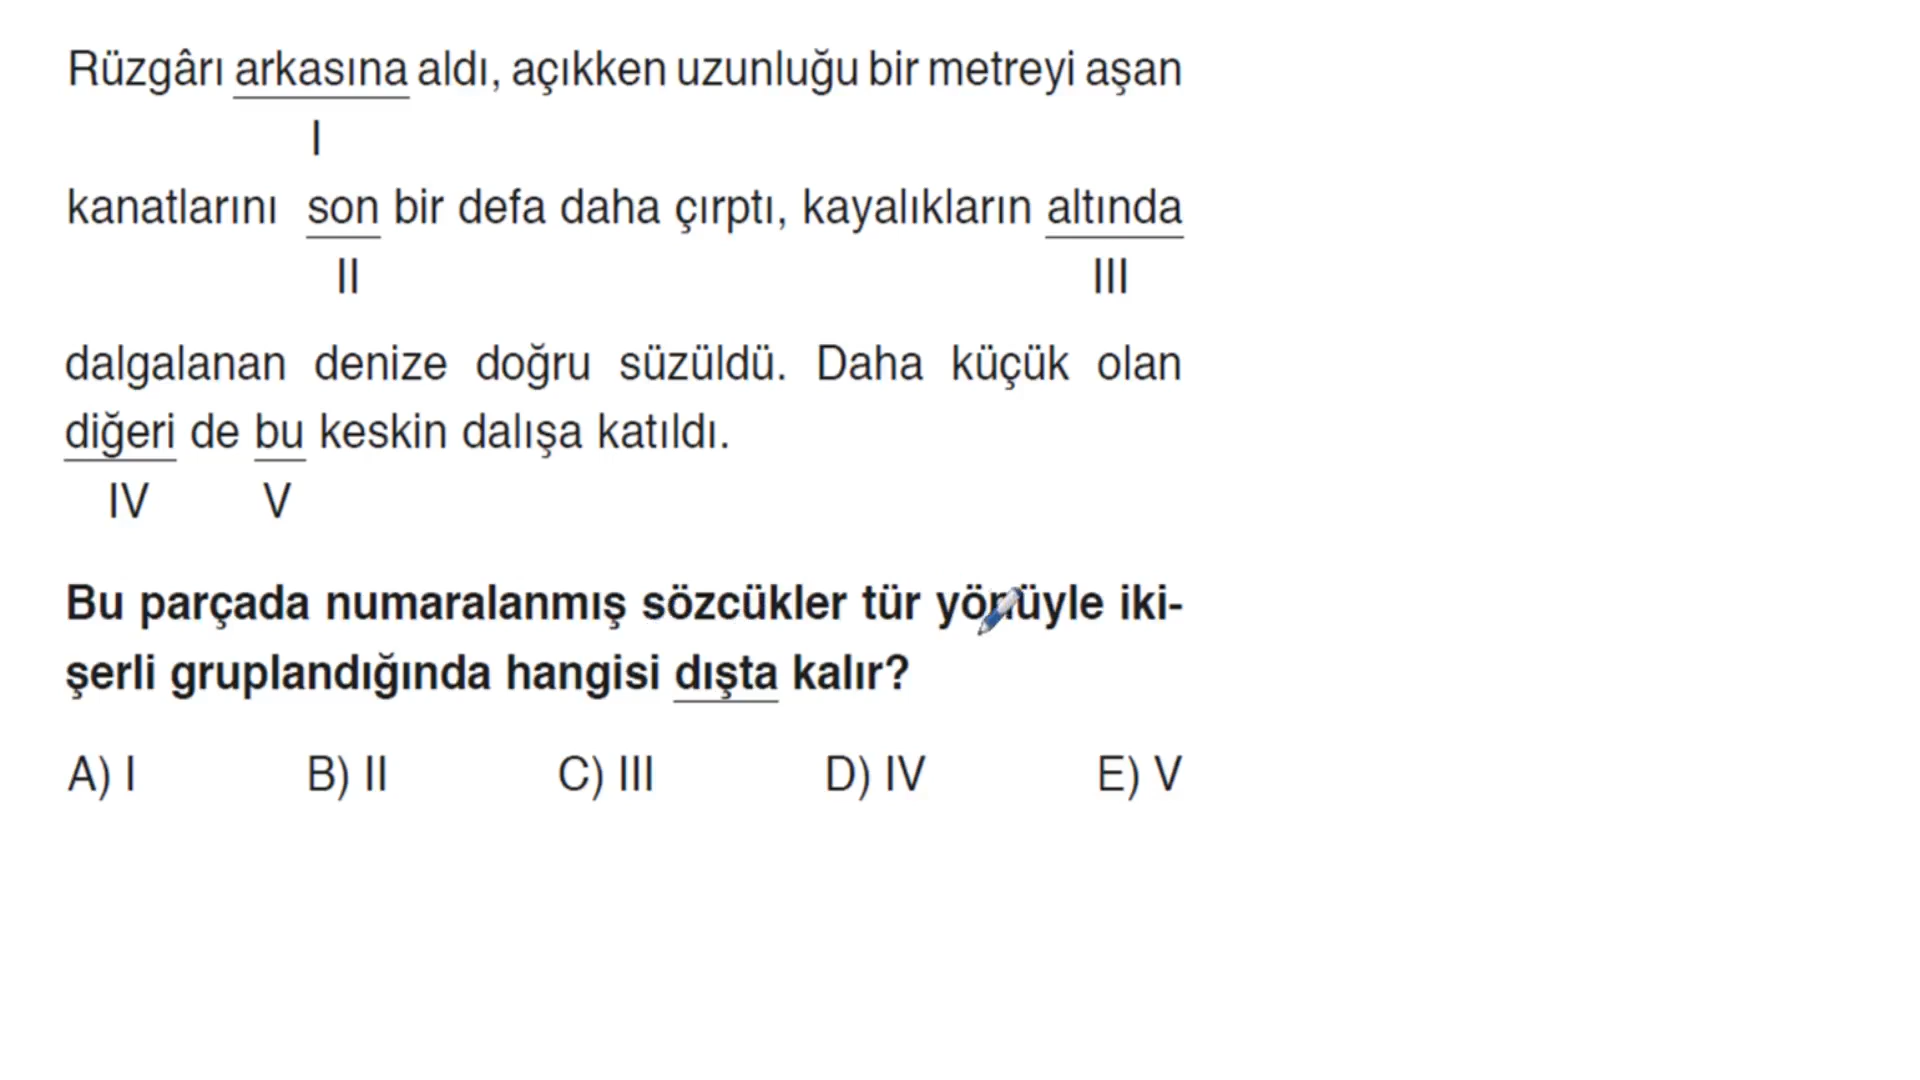 Rüzgârı arkasına aldı, açıkken uzunluğu bir metreyi aşan
I
kanatlarını son bir defa daha çırptı, kayalıkların altında
II III
dalgalanan denize doğru süzüldü. Daha küçük olan
diğeri de bu keskin dalışa katıldı.
IV V
Bu parçada numaralanmış sözcükler tür yönüyle iki-
şerli gruplandığında hangisi dışta kalır?
A) I B) II C) III D) IV E) V